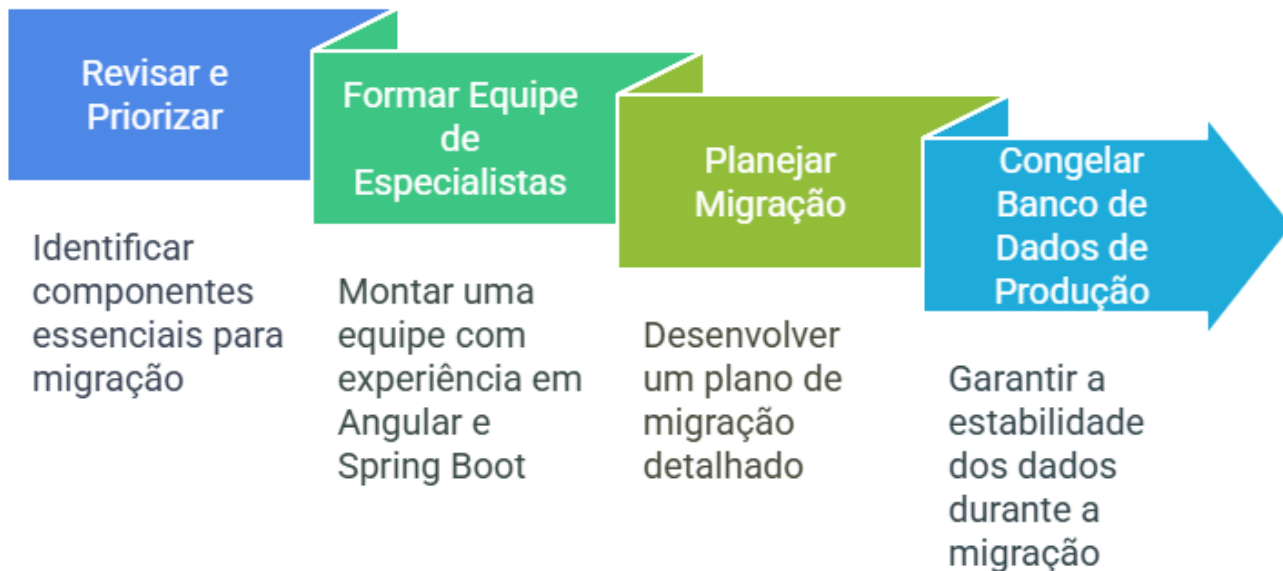 Revisar e
Priorizar
Identificar
componentes
essenciais para
migração
Formar Equipe
de
Especialistas
Montar uma
equipe com
experiência em
Angular e
Spring Boot
Planejar
Migração
Desenvolver
um plano de
migração
detalhado
Congelar
Banco de
Dados de
Produção
Garantir a
estabilidade
dos dados
durante a
migração